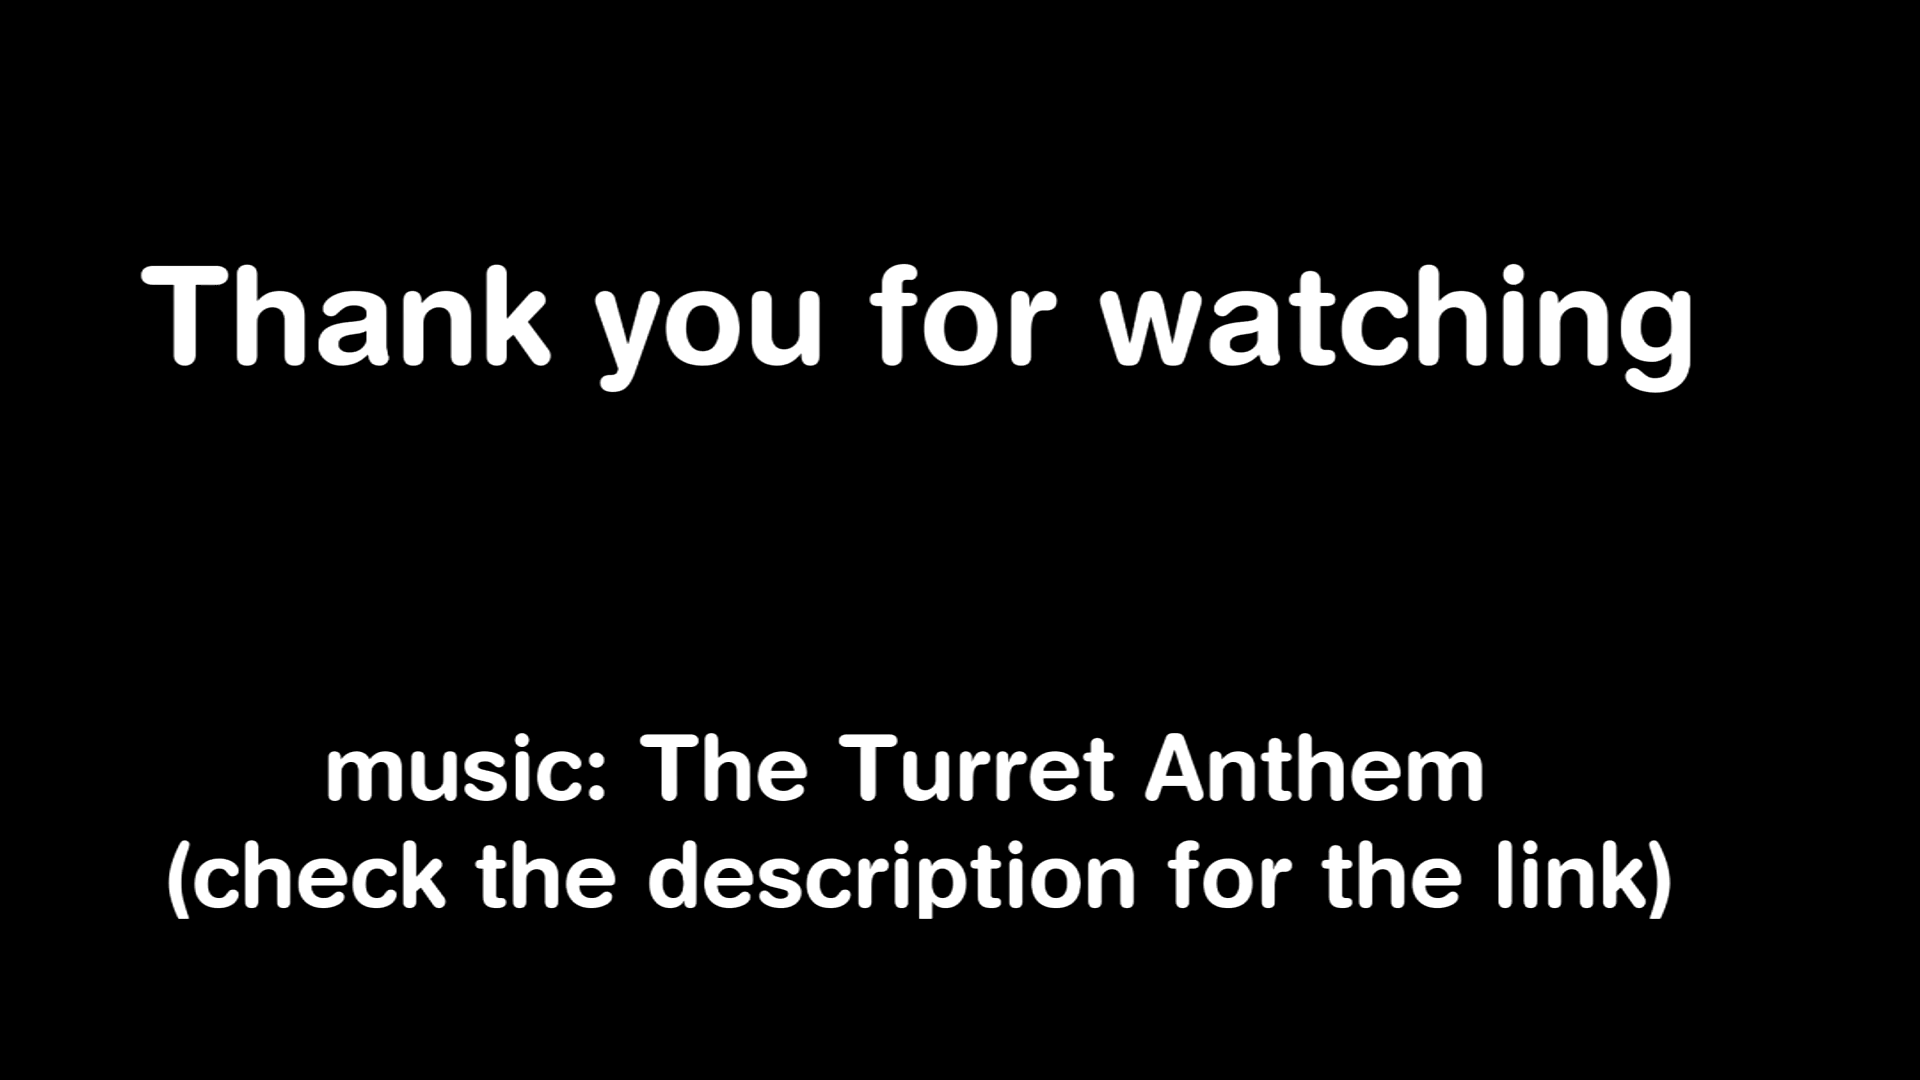 Thank you for watching
music: The Turret Anthem
(check the description for the link)